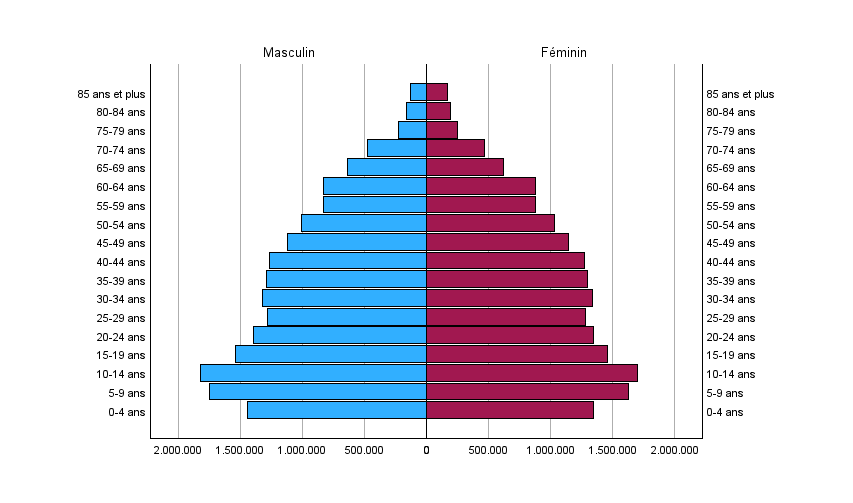 Masculin Féminin
85 ans et plus 85 ans et plus
80-84 ans 80-84 ans
75-79 ans 75-79 ans
70-74 ans 70-74 ans
65-69 ans 65-69 ans
60-64 ans 60-64 ans
55-59 ans 55-59 ans
50-54 ans 50-54 ans
45-49 ans 45-49 ans
40-44 ans 40-44 ans
35-39 ans 35-39 ans
30-34 ans 30-34 ans
25-29 ans 25-29 ans
20-24 ans 20-24 ans
15-19 ans 15-19 ans
10-14 ans 10-14 ans
5-9 ans 5-9 ans
0-4 ans 0-4 ans
2.000.000 1.500.000 1.000.000 500.000 0 500.000 1.000.000 1.500.000 2.000.000